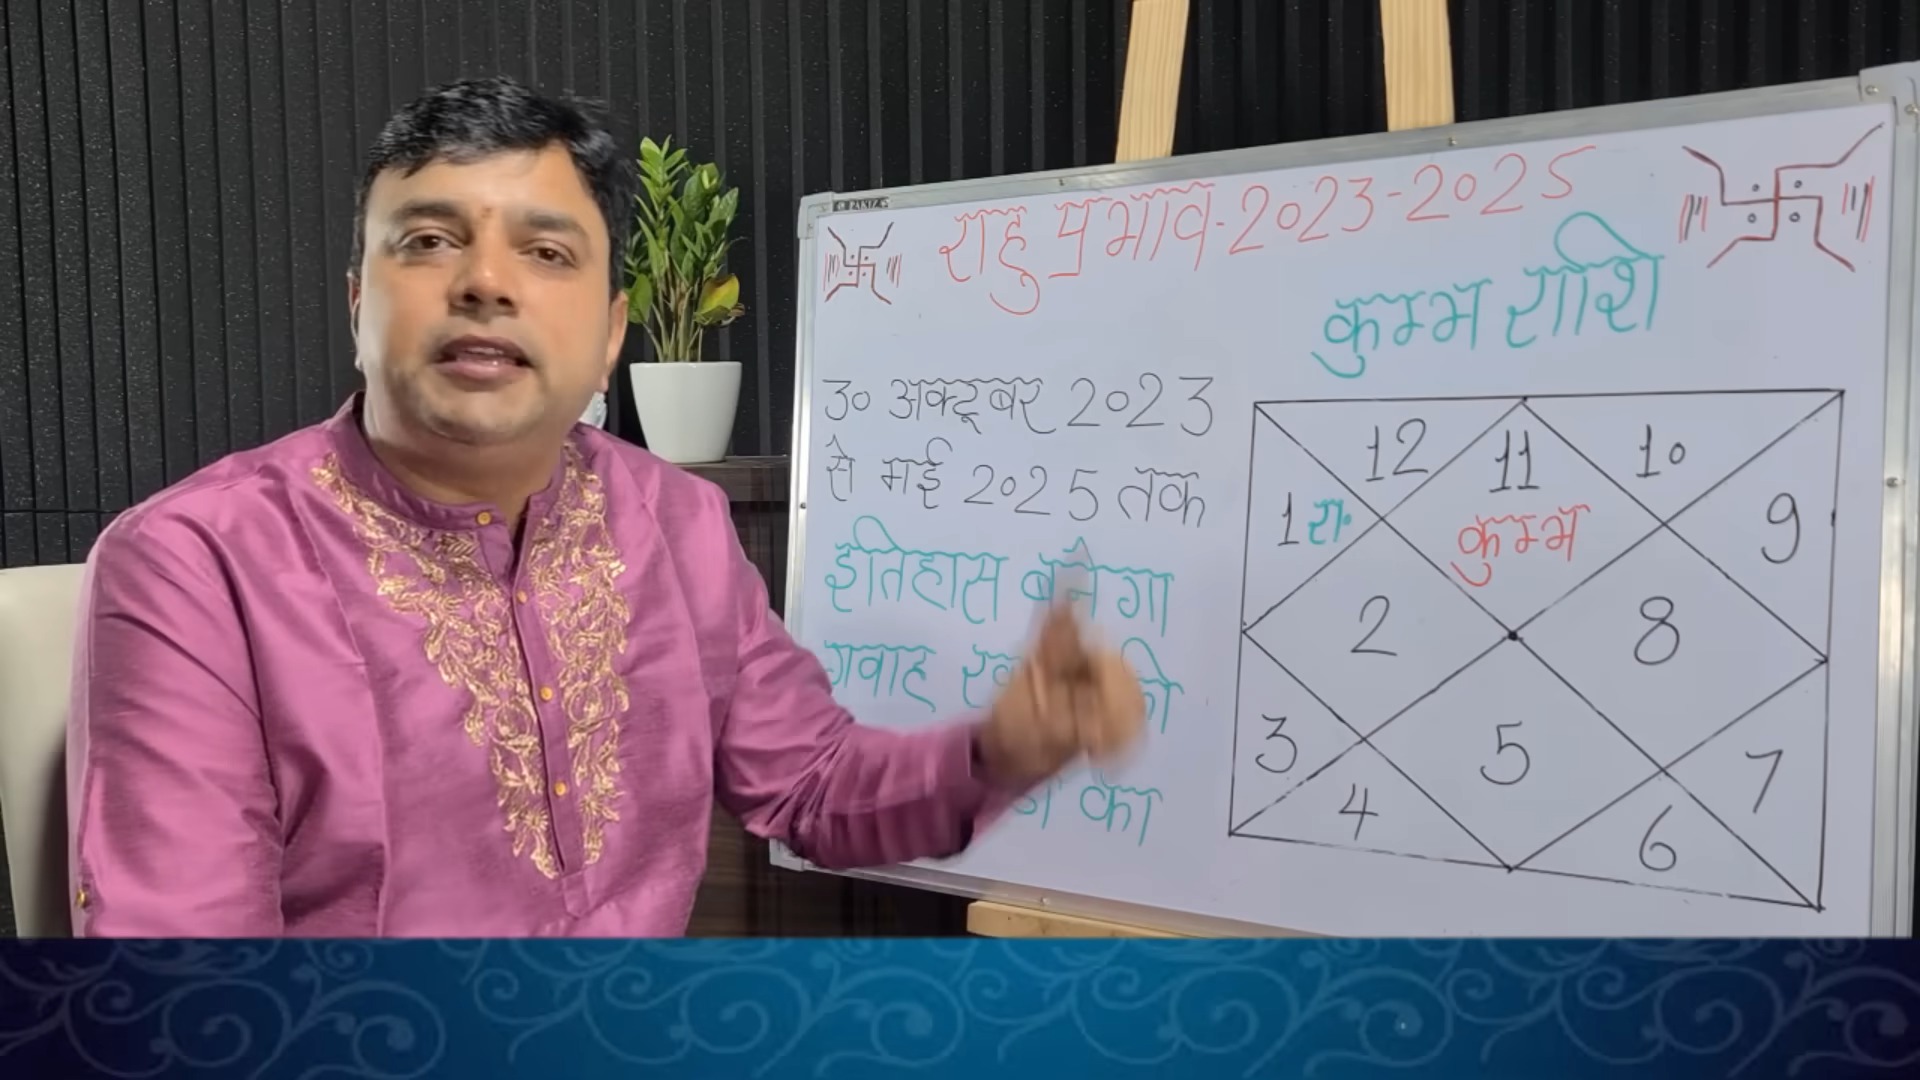 राहु प्रभाव-2023-2025
कुम्भ राशि
30 अक्टूबर 2023
से मई 2025 तक
इतिहास बनेगा
गवाह
का
12 11 10
1 रा. 9
कुम्भ
2 8
3 5 7
4 6